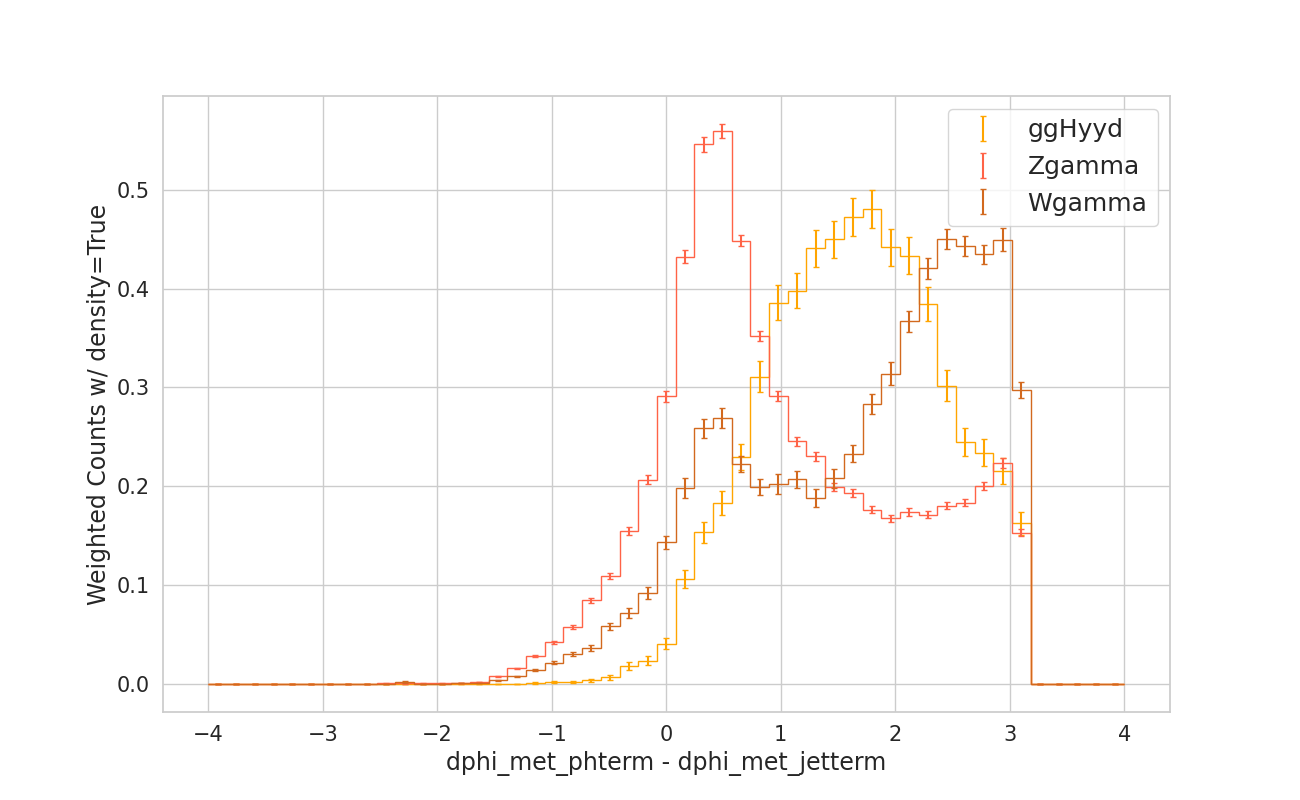 ggHyyd
Zgamma
Wgamma
Weighted Counts w/ density=True
0.5
0.4
0.3
0.2
0.1
0.0
−4 −3 −2 −1 0 1 2 3 4
dphi_met_phterm - dphi_met_jetterm